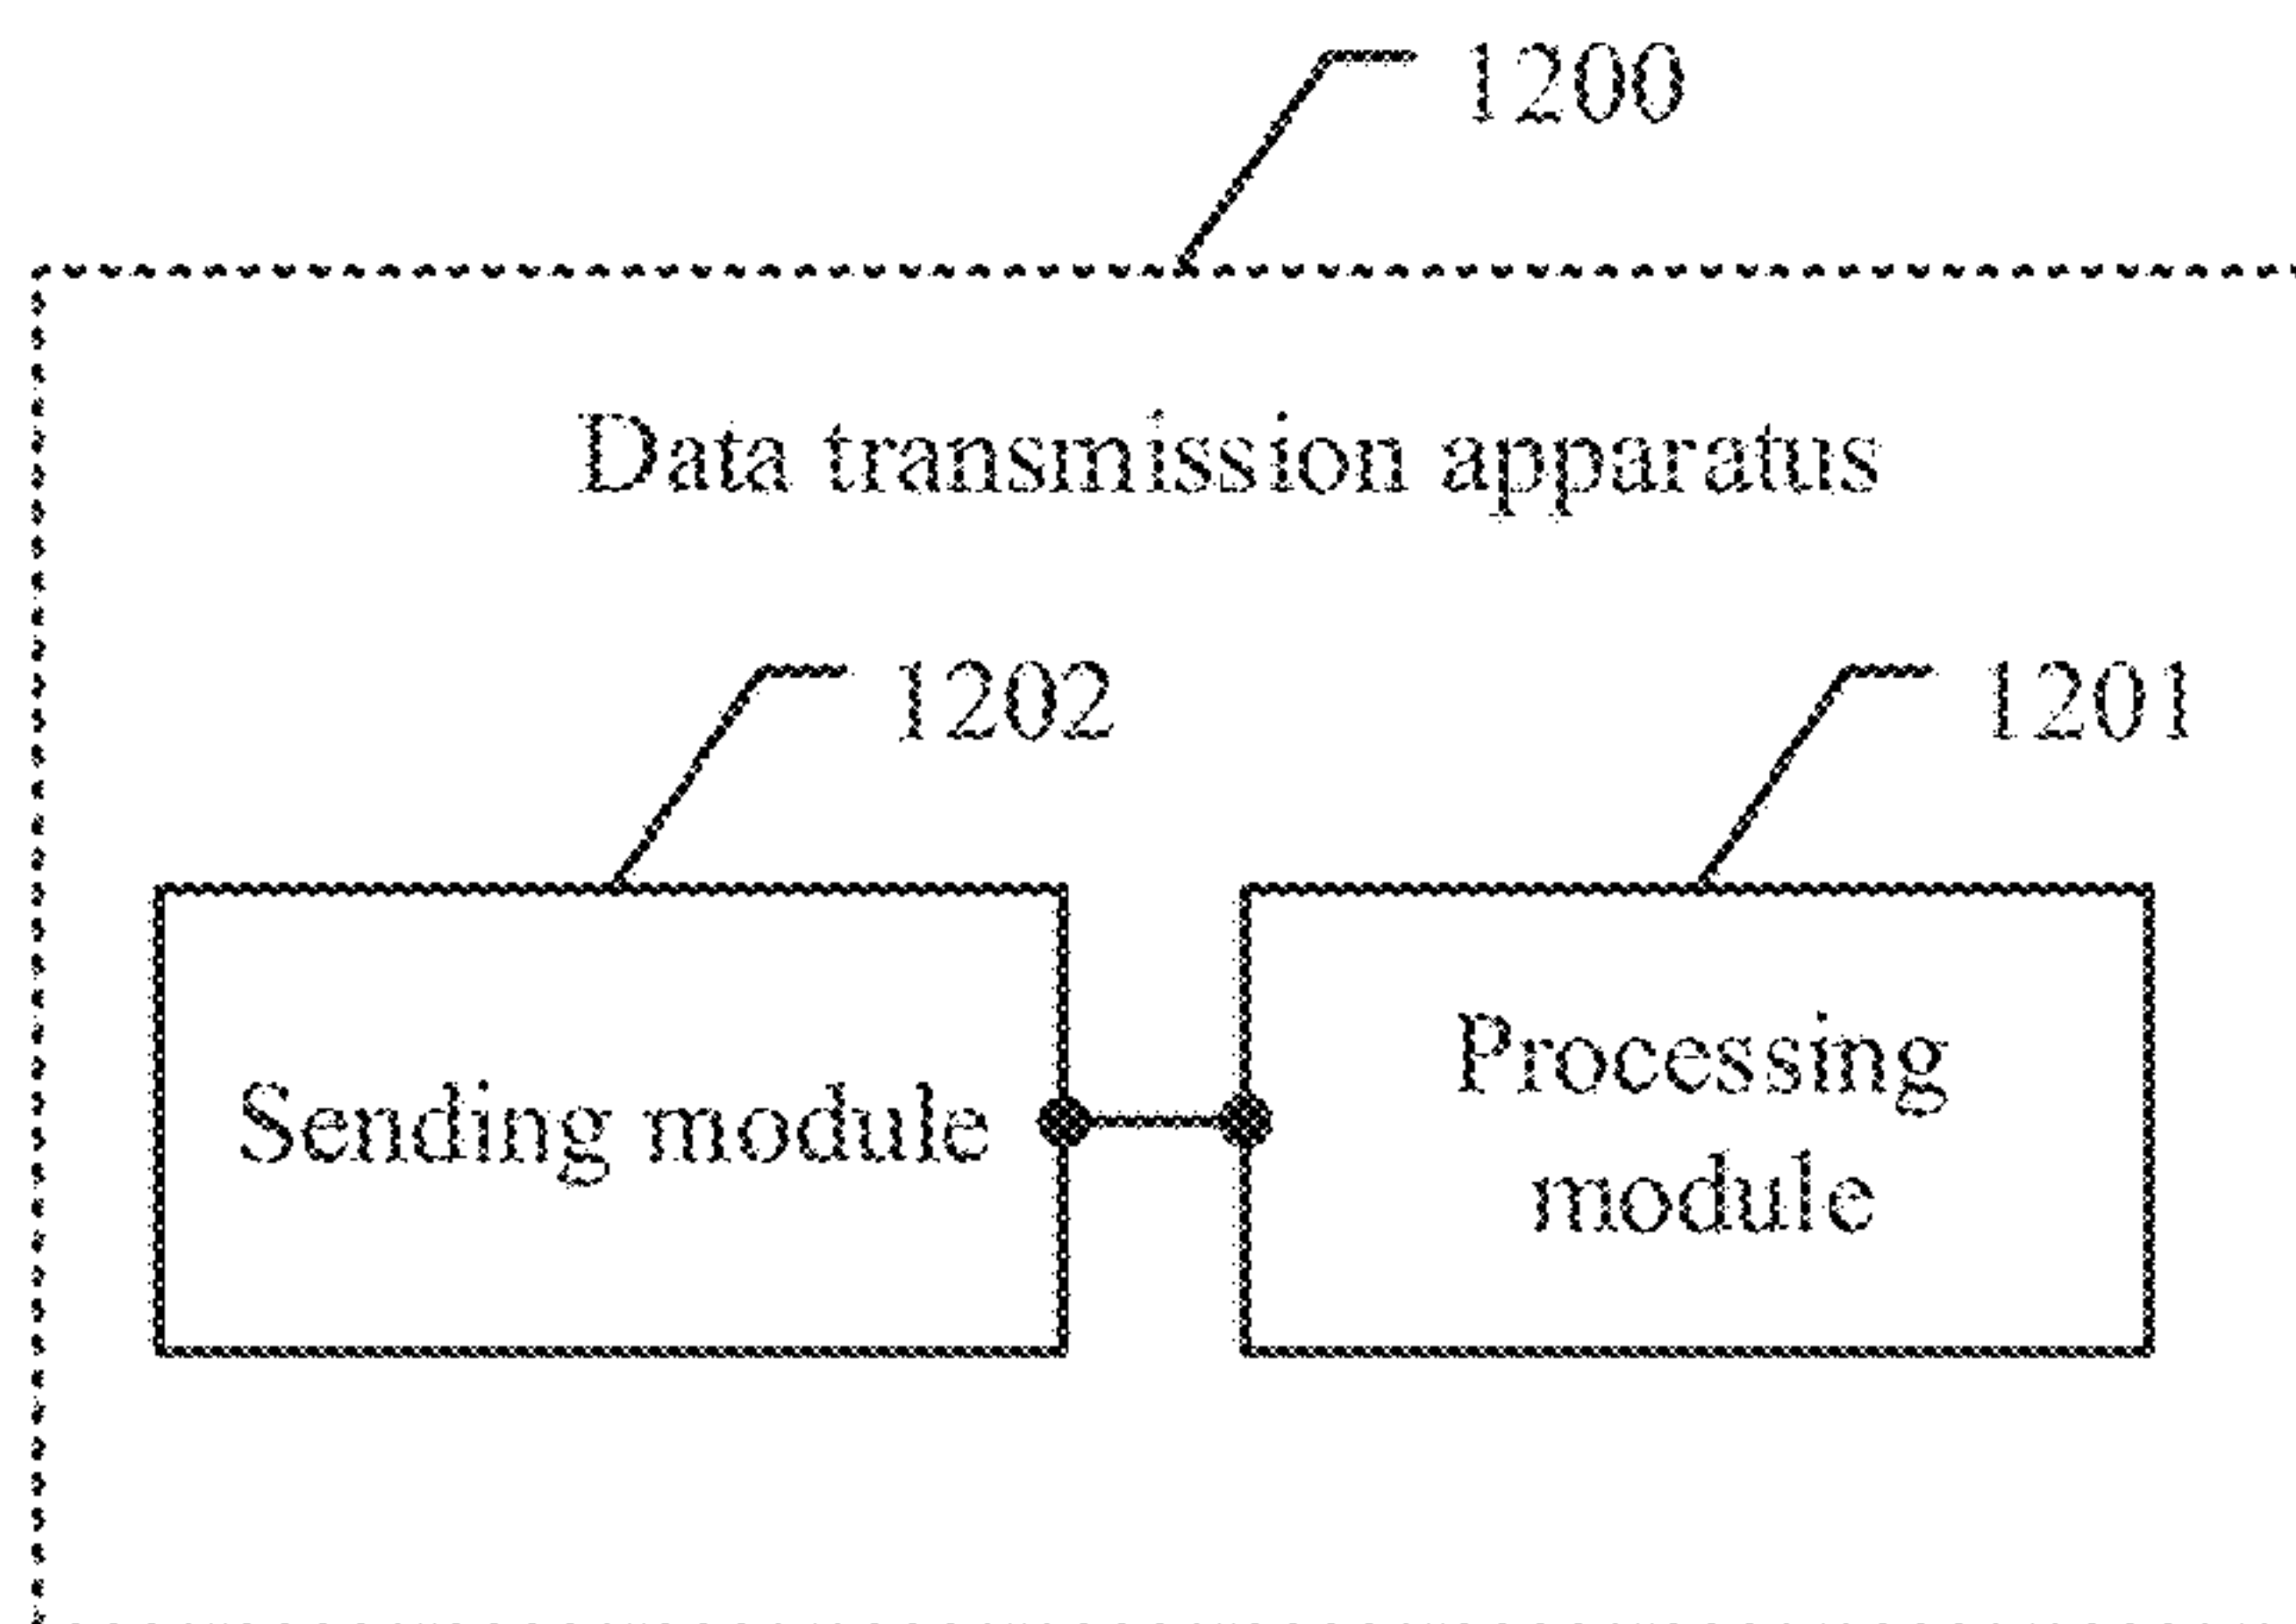 1200
Data transmission apparatus
1202
1201
Sending module
Processing
module